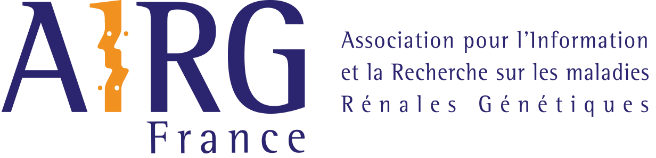 AIRG
France
Association pour l'Information
et la Recherche sur les maladies
Rénales Génétiques